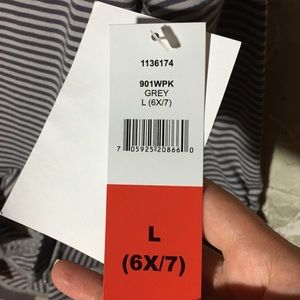 1136174
901WPK
GREY
L (6X/7)
7 05925 20866 0
L
(6X/7)